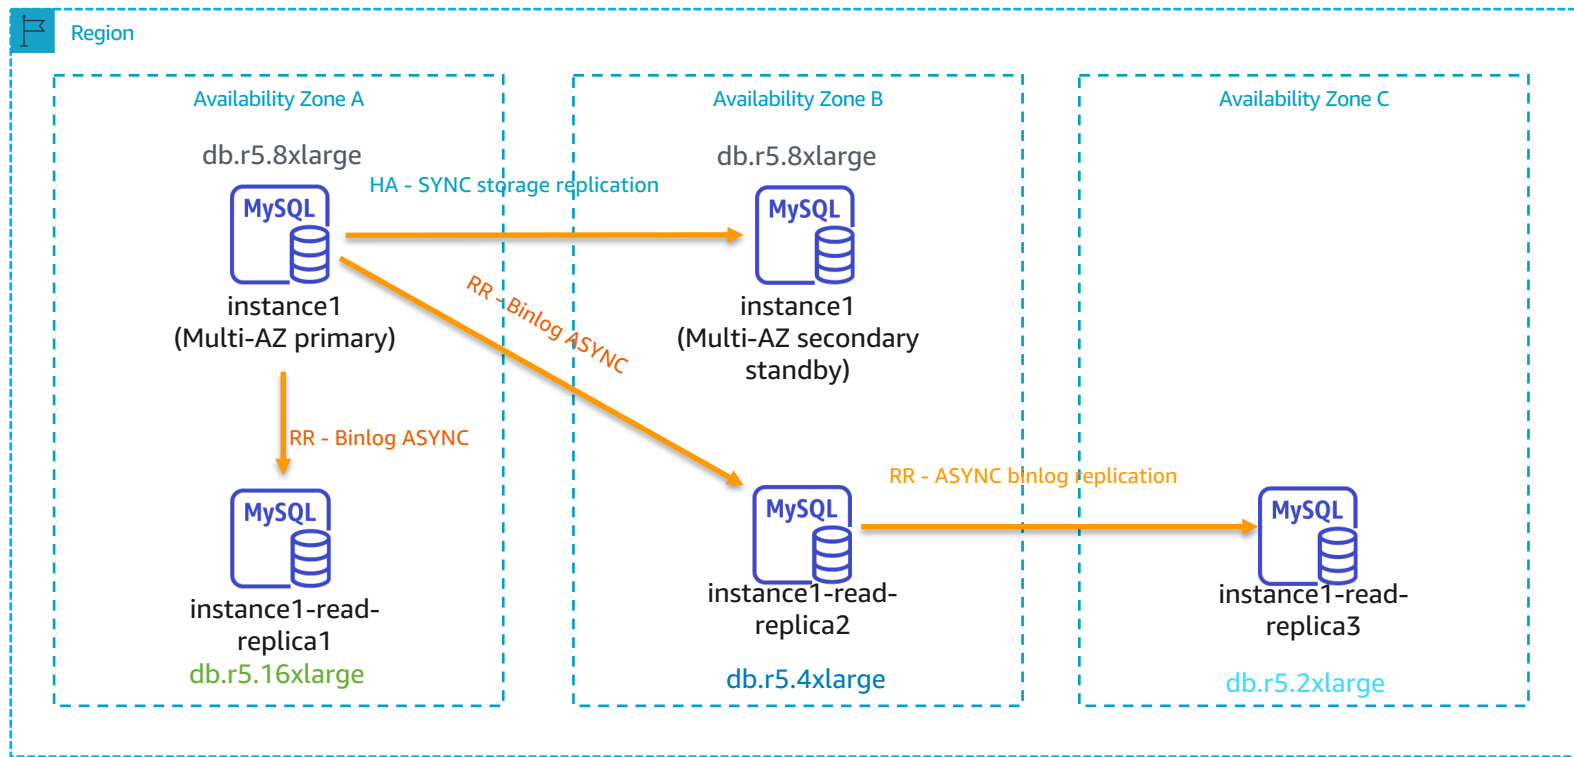 Region
Availability Zone A
Availability Zone B
Availability Zone C
db.r5.8xlarge
db.r5.8xlarge
HA - SYNC storage replication
MySQL
MySQL
instance1
(Multi-AZ primary)
RR - Binlog ASYNC
instance1
(Multi-AZ secondary
standby)
RR - Binlog ASYNC
RR - ASYNC binlog replication
MySQL
instance1-read-
replica1
db.r5.16xlarge
MySQL
instance1-read-
replica2
db.r5.4xlarge
MySQL
instance1-read-
replica3
db.r5.2xlarge